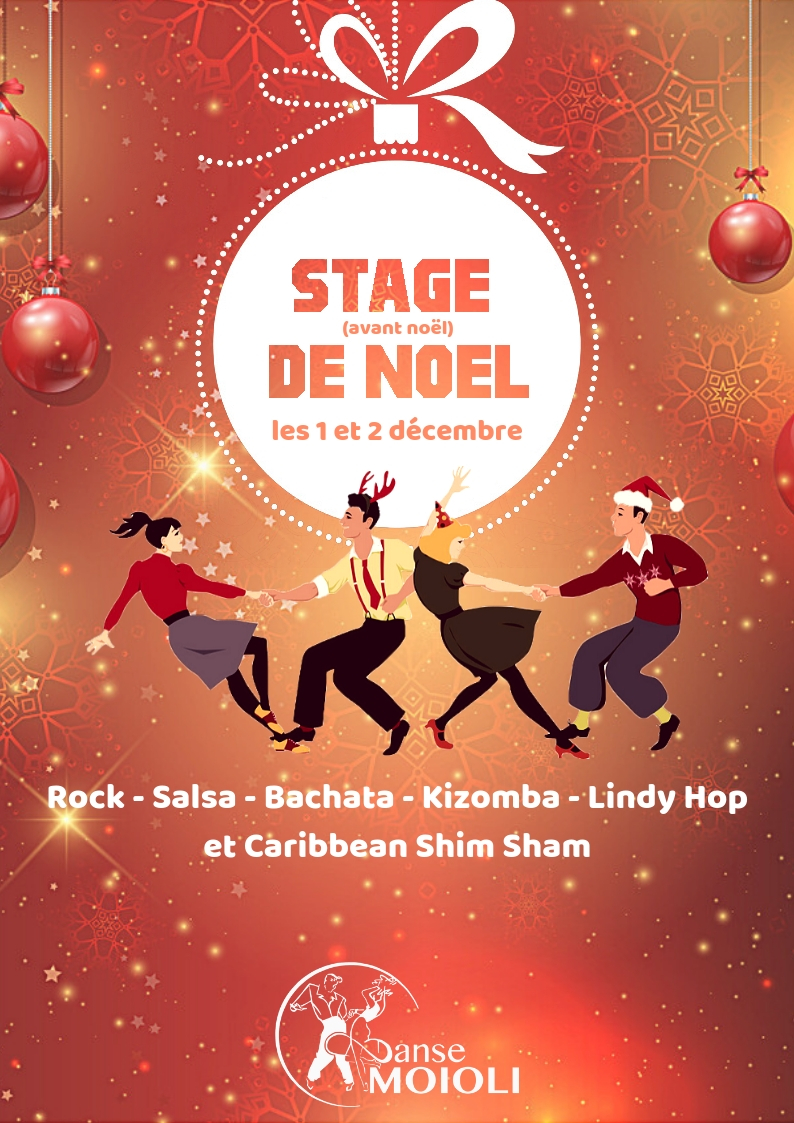 STAGE
(avant noël)
DE NOEL
les 1 et 2 décembre
Rock - Salsa - Bachata - Kizomba - Lindy Hop
et Caribbean Shim Sham
Danse
MOIOLI